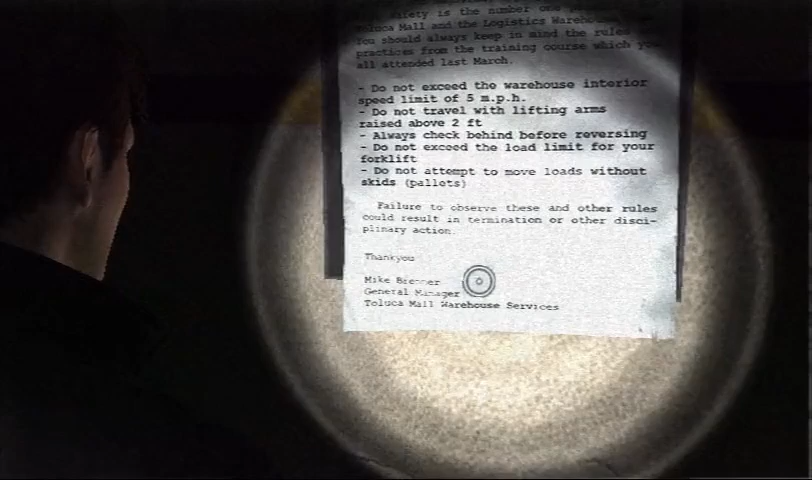 safety is the number one
Toluca Mall and the Logistics Warehouse
You should always keep in mind the rules
practices from the training course which you
all attended last March.
- Do not exceed the warehouse interior
speed limit of 5 m.p.h.
- Do not travel with lifting arms
raised above 2 ft
- Always check behind before reversing
- Do not exceed the load limit for your
forklift
- Do not attempt to move loads without
skids (pallets)
Failure to observe these and other rules
could result in termination or other disci-
plinary action.
Thankyou
Mike Brenner
General Manager
Toluca Mall Warehouse Services